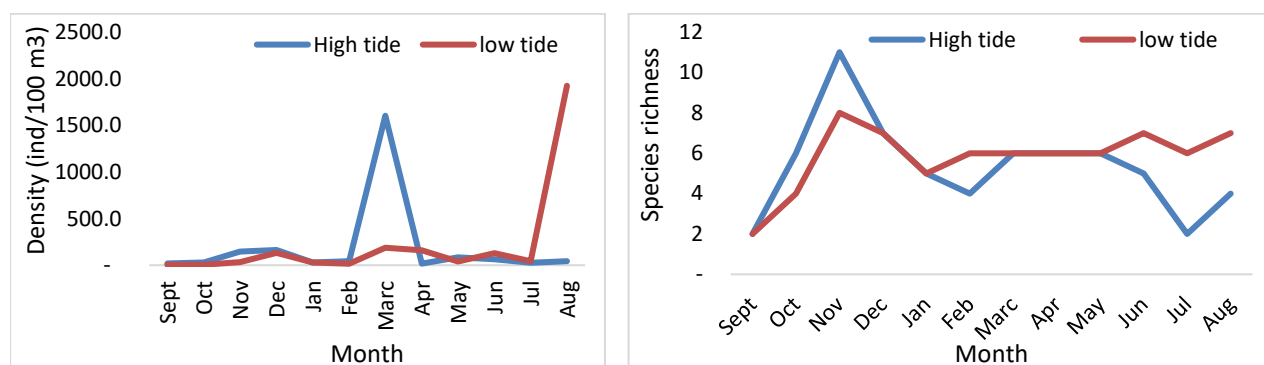 High tide low tide
2500.0
2000.0
1500.0
1000.0
500.0
-
Density (ind/100 m3)
Sept Oct Nov Dec Jan Feb Marc Apr May Jun Jul Aug
Month
High tide low tide
12
10
8
6
4
2
-
Species richness
Sept Oct Nov Dec Jan Feb Marc Apr May Jun Jul Aug
Month